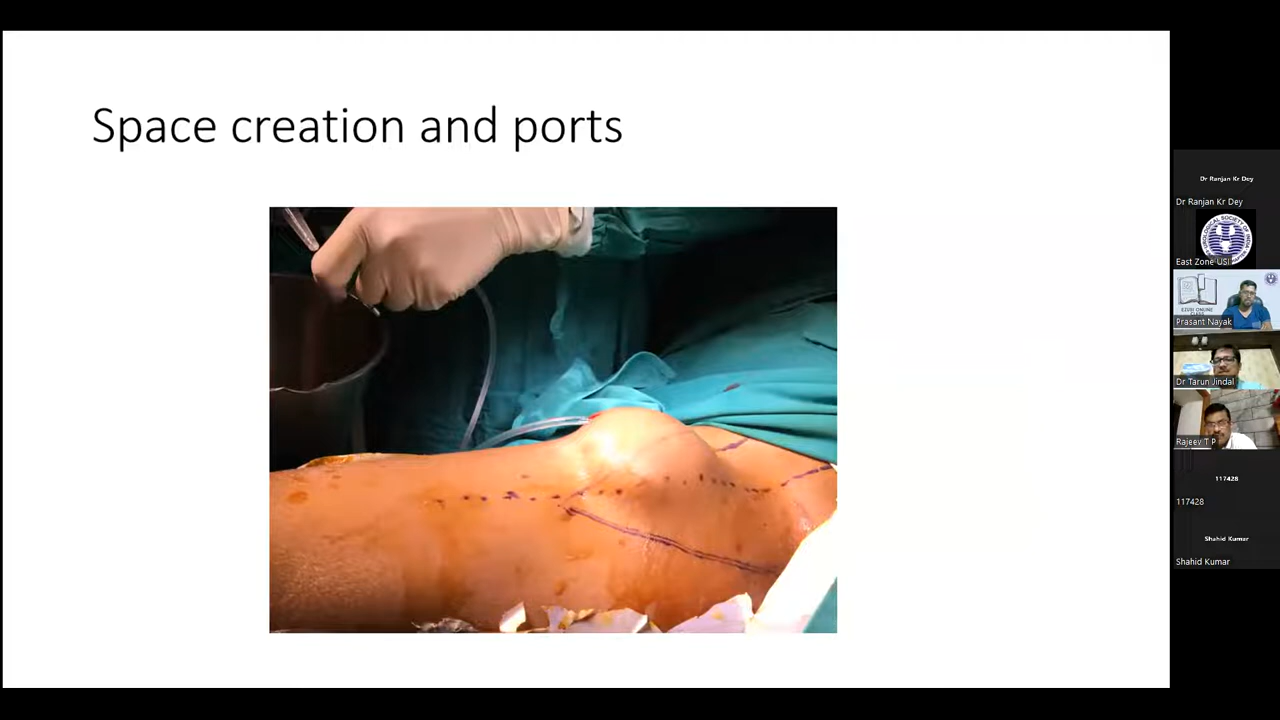 Space creation and ports
Dr Ranjan Kr Dey
Dr Ranjan Kr Dey
East Zone USI
Prasant Nayak
Dr Tarun Jindal
Rajeev T P
117428
117428
Shahid Kumar
Shahid Kumar